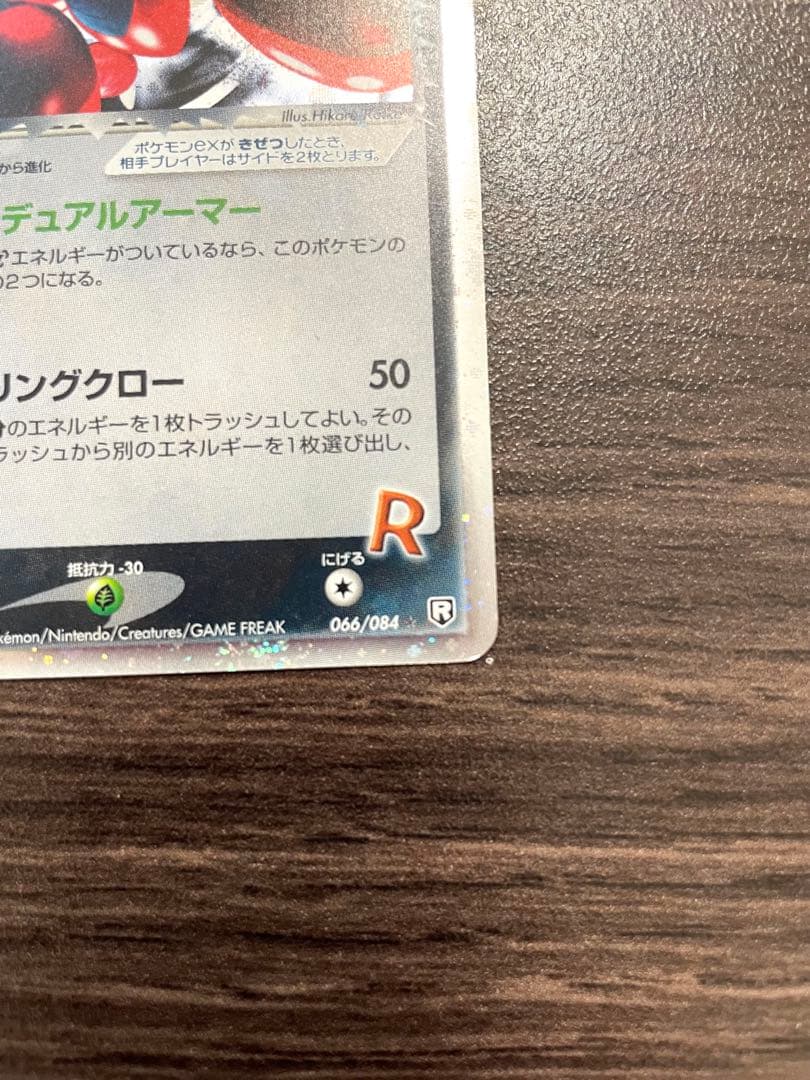 Illus.Hikaru Koike
ポケモンexが きぜつしたとき、
相手プレイヤーはサイドを2枚とります。
から進化
デュアルアーマー
エネルギーがついているなら、このポケモンの
2つになる。
リングクロー 50
のエネルギーを1枚トラッシュしてよい。その
ラッシュから別のエネルギーを1枚選び出し、
R
抵抗力 -30
にげる
kémon/Nintendo/Creatures/GAME FREAK
066/084
R